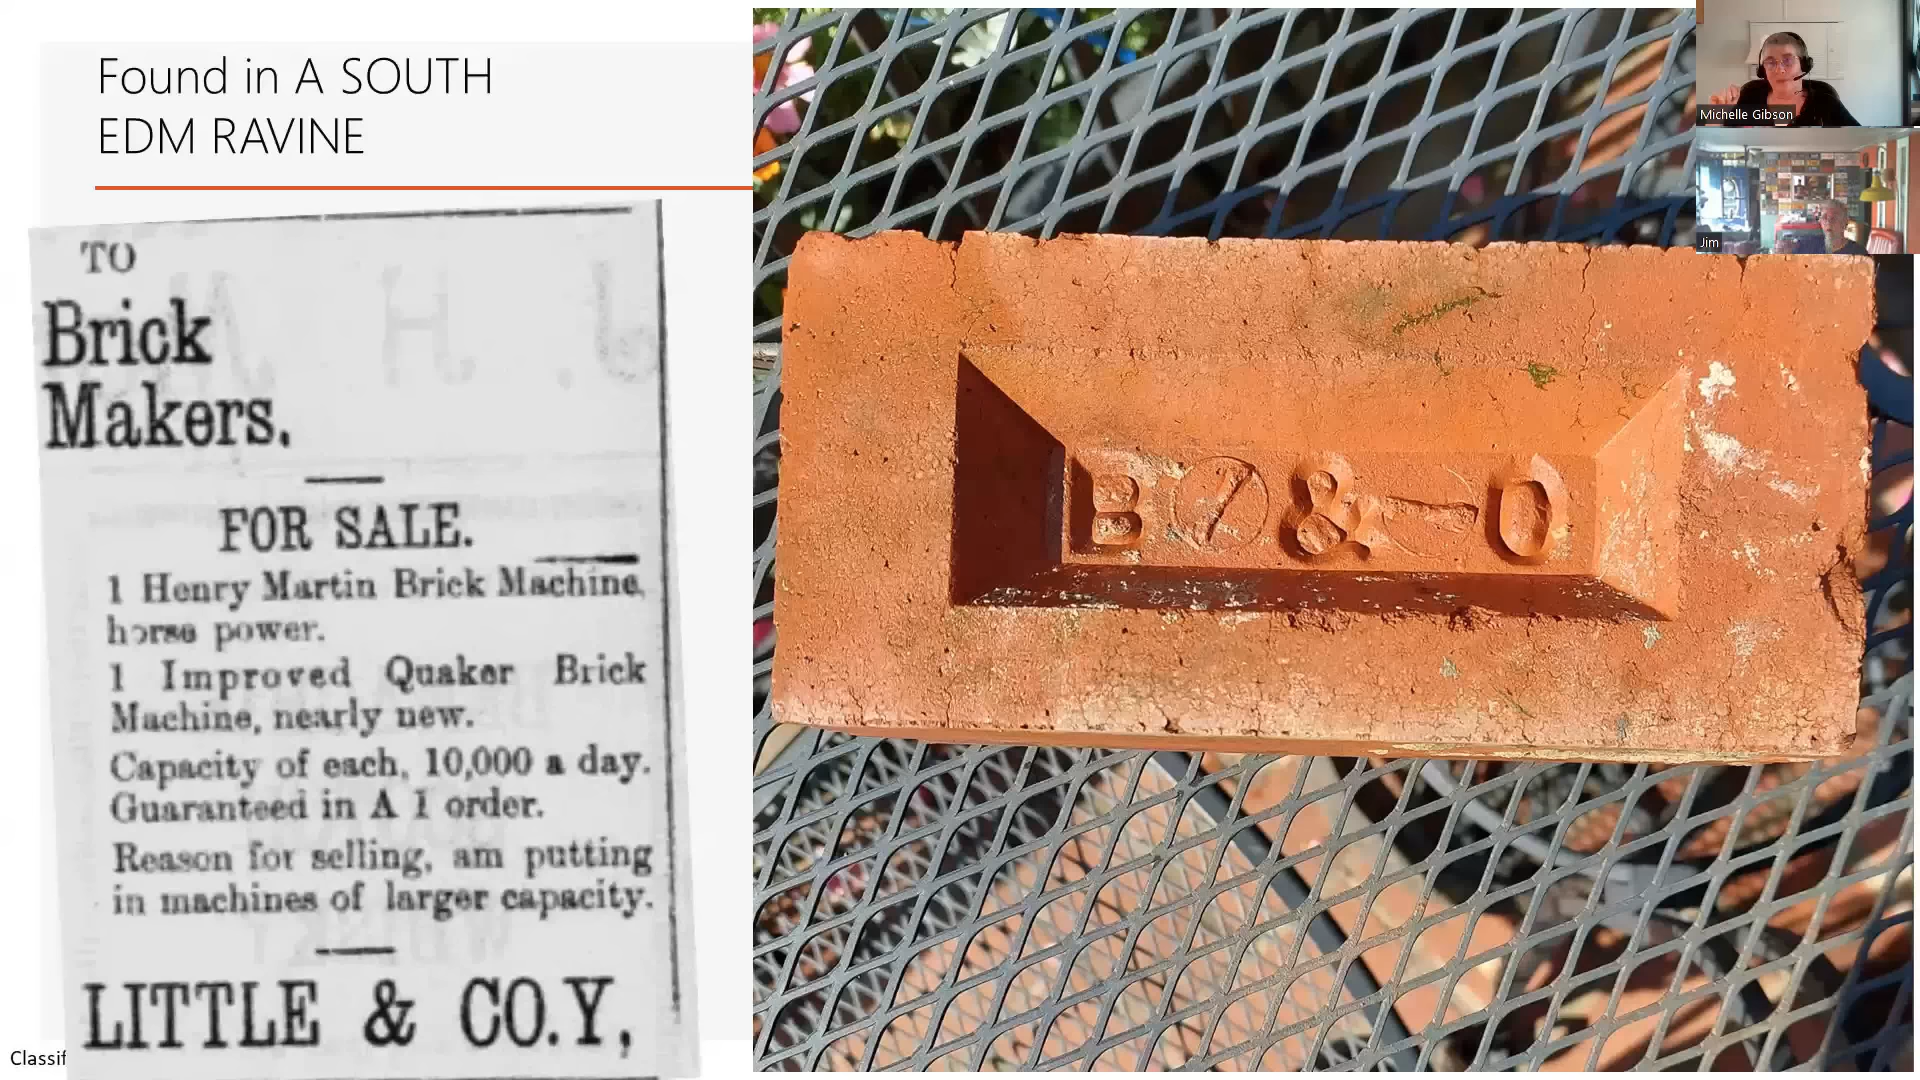 Found in A SOUTH
EDM RAVINE
TO
Brick
Makers.
FOR SALE.
1 Henry Martin Brick Machine,
horse power.
1 Improved Quaker Brick
Machine, nearly new.
Capacity of each, 10,000 a day.
Guaranteed in A 1 order.
Reason for selling, am putting
in machines of larger capacity.
LITTLE & CO.Y,
Classif
B & O
Michelle Gibson
Jim